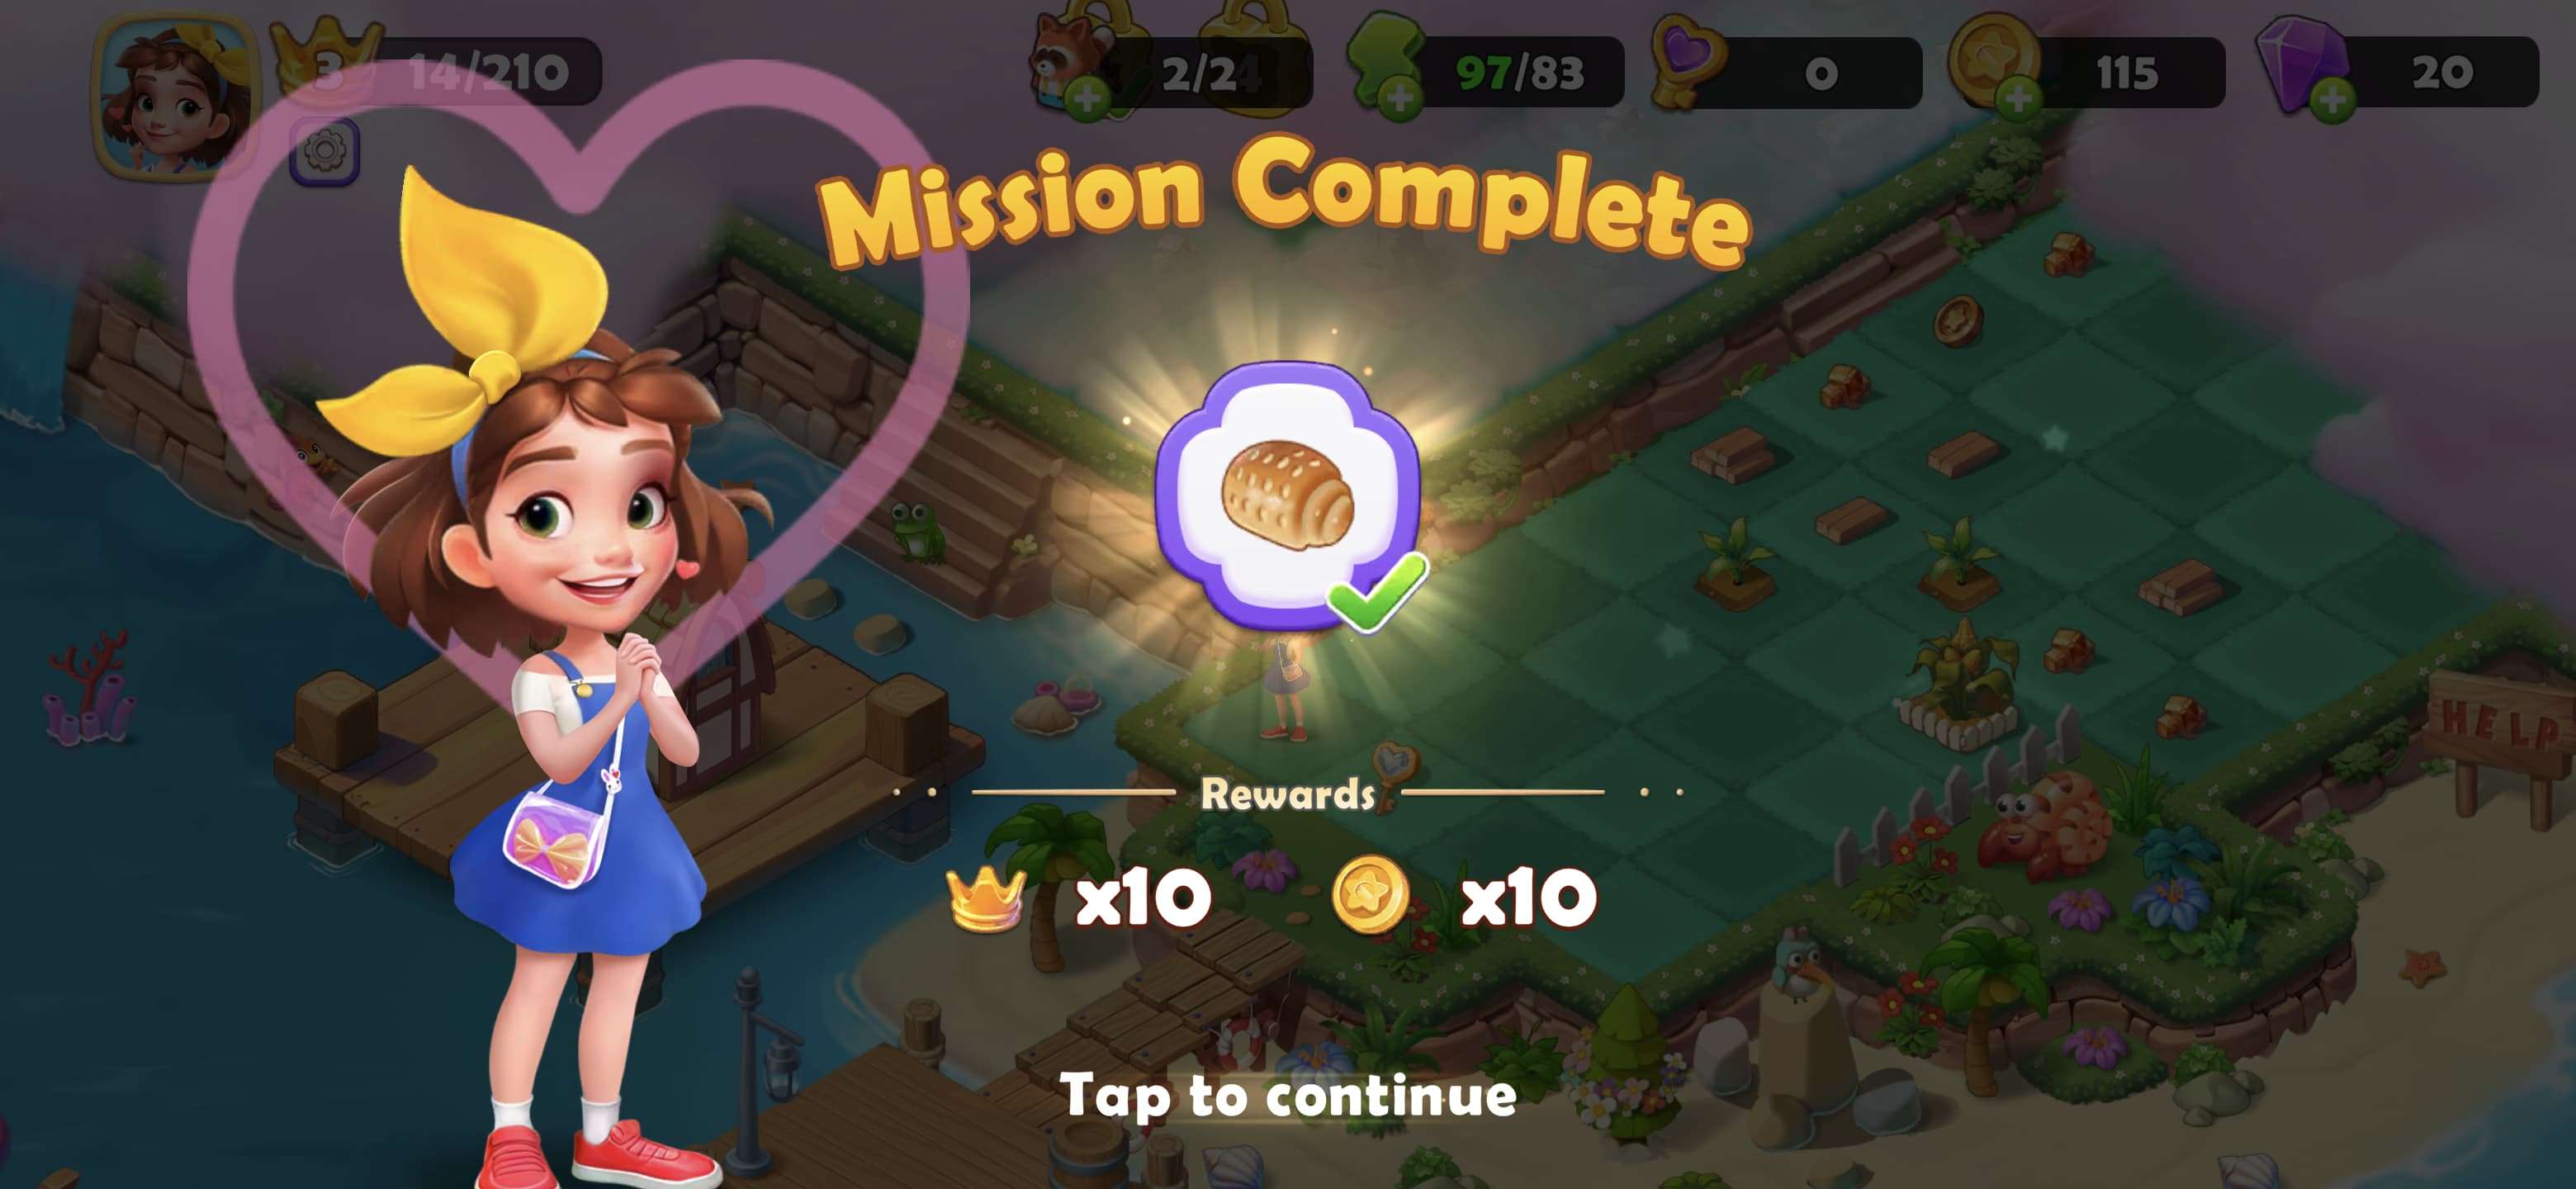 3
14/210
2/24
97/83
0
115
20
Mission Complete
HELP
Rewards
x10
x10
Tap to continue